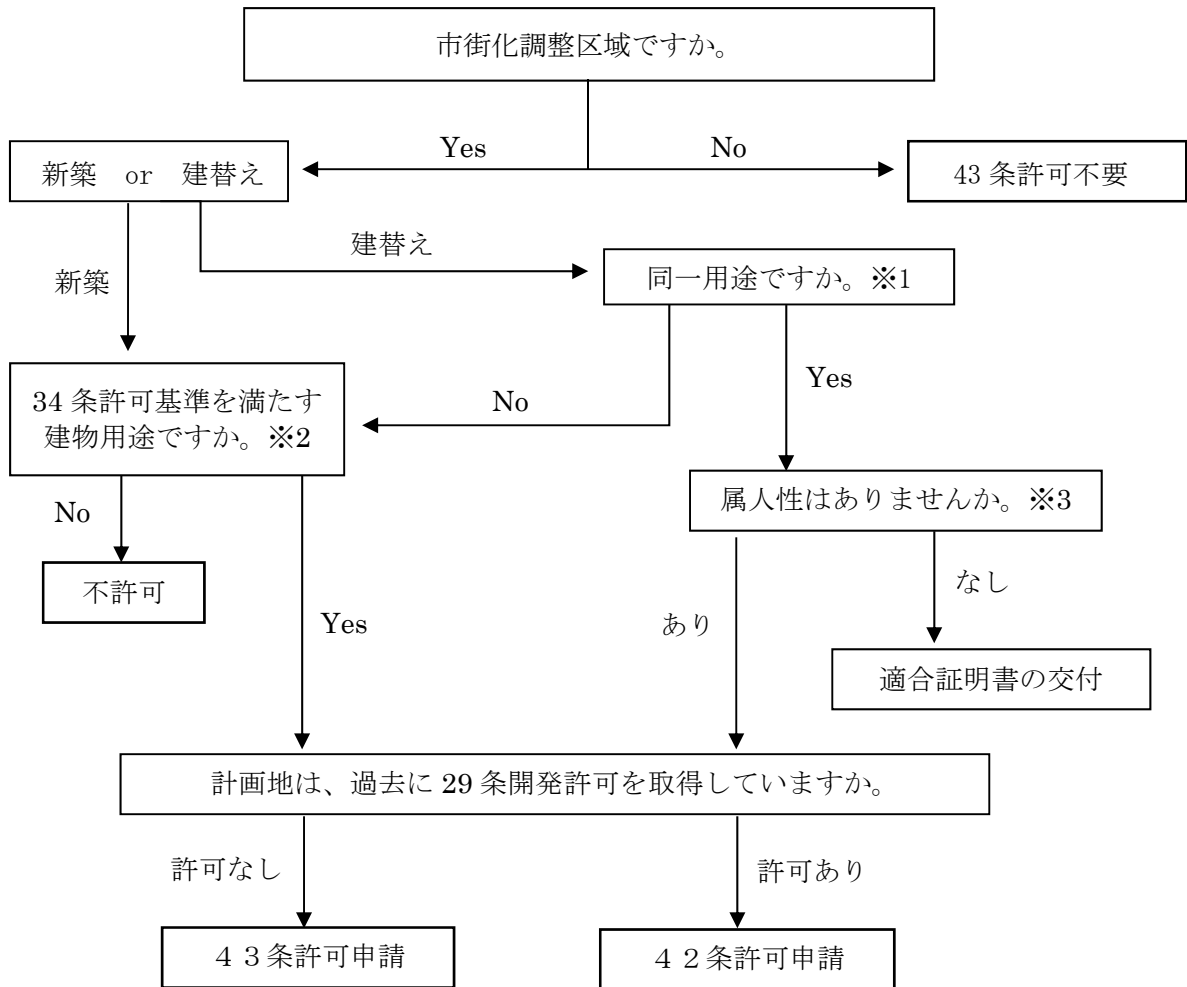 市街化調整区域ですか。
Yes
No
新築 or 建替え
43 条許可不要
建替え
新築
同一用途ですか。※1
34 条許可基準を満たす
建物用途ですか。※2
No
Yes
属人性はありませんか。※3
No
不許可
Yes
あり
なし
適合証明書の交付
計画地は、過去に 29 条開発許可を取得していますか。
許可なし
許可あり
４３条許可申請
４２条許可申請